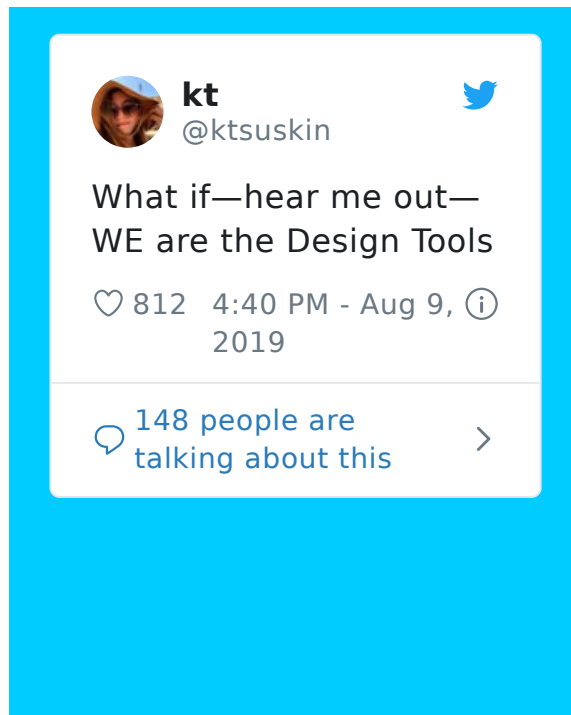 kt
@ktsuskin
What if—hear me out—
WE are the Design Tools
812 4:40 PM - Aug 9,
2019
148 people are
talking about this